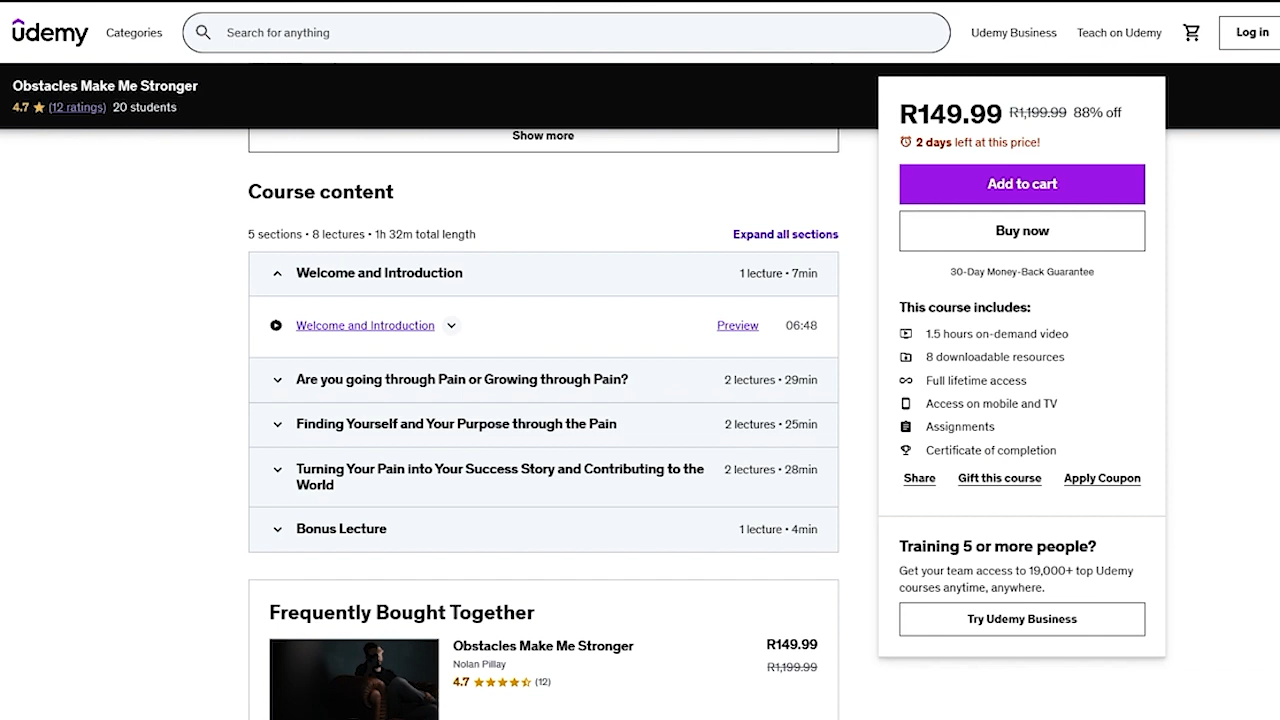 udemy
Categories
Search for anything
Udemy Business
Teach on Udemy
Log in
Obstacles Make Me Stronger
4.7 (12 ratings) 20 students
Show more
Course content
5 sections • 8 lectures • 1h 32m total length
Expand all sections
Welcome and Introduction
1 lecture • 7min
Welcome and Introduction
Preview
06:48
Are you going through Pain or Growing through Pain?
2 lectures • 29min
Finding Yourself and Your Purpose through the Pain
2 lectures • 25min
Turning Your Pain into Your Success Story and Contributing to the
World
2 lectures • 28min
Bonus Lecture
1 lecture • 4min
Frequently Bought Together
Obstacles Make Me Stronger
R149.99
Nolan Pillay
R1,199.99
4.7 (12)
R149.99 R1,199.99 88% off
2 days left at this price!
Add to cart
Buy now
30-Day Money-Back Guarantee
This course includes:
1.5 hours on-demand video
8 downloadable resources
Full lifetime access
Access on mobile and TV
Assignments
Certificate of completion
Share
Gift this course
Apply Coupon
Training 5 or more people?
Get your team access to 19,000+ top Udemy
courses anytime, anywhere.
Try Udemy Business